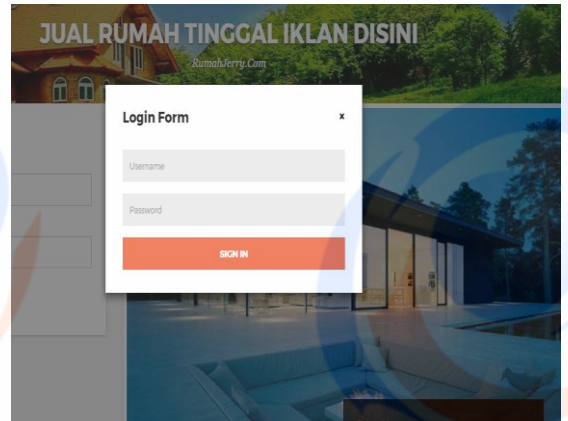 JUAL RUMAH TINGGAL IKLAN DISINI
RumahJerry.Com
Login Form
x
Username
Password
SIGN IN